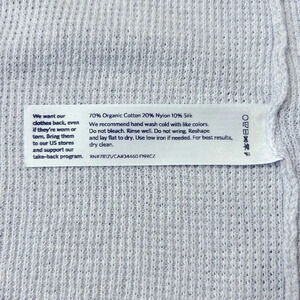 We want our
clothes back, even
if they're worn or
torn. Bring them
to our US stores
and support our
take-back program.
70% Organic Cotton 20% Nylon 10% Silk
We recommend hand wash cold with like colors.
Do not bleach. Rinse well. Do not wring. Reshape
and lay flat to dry. Use low iron if needed. For best results,
dry clean.